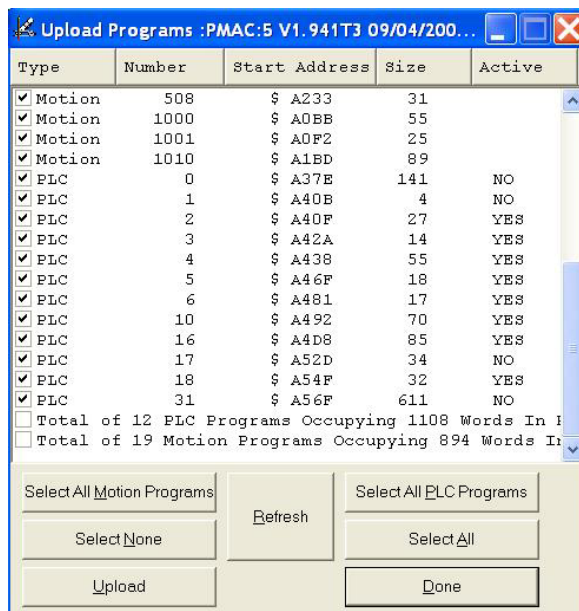 Upload Programs :PMAC:5 V1.941T3 09/04/200...
Type Number Start Address Size Active
Motion 508 $ A233 31
Motion 1000 $ A0BB 55
Motion 1001 $ A0F2 25
Motion 1010 $ A1BD 89
PLC 0 $ A37E 141 NO
PLC 1 $ A40B 4 NO
PLC 2 $ A40F 27 YES
PLC 3 $ A42A 14 YES
PLC 4 $ A438 55 YES
PLC 5 $ A46F 18 YES
PLC 6 $ A481 17 YES
PLC 10 $ A492 70 YES
PLC 16 $ A4D8 85 YES
PLC 17 $ A52D 34 NO
PLC 18 $ A54F 32 YES
PLC 31 $ A56F 611 NO
Total of 12 PLC Programs Occupying 1108 Words In
Total of 19 Motion Programs Occupying 894 Words In
Select All Motion Programs
Refresh
Select All PLC Programs
Select None
Select All
Upload
Done